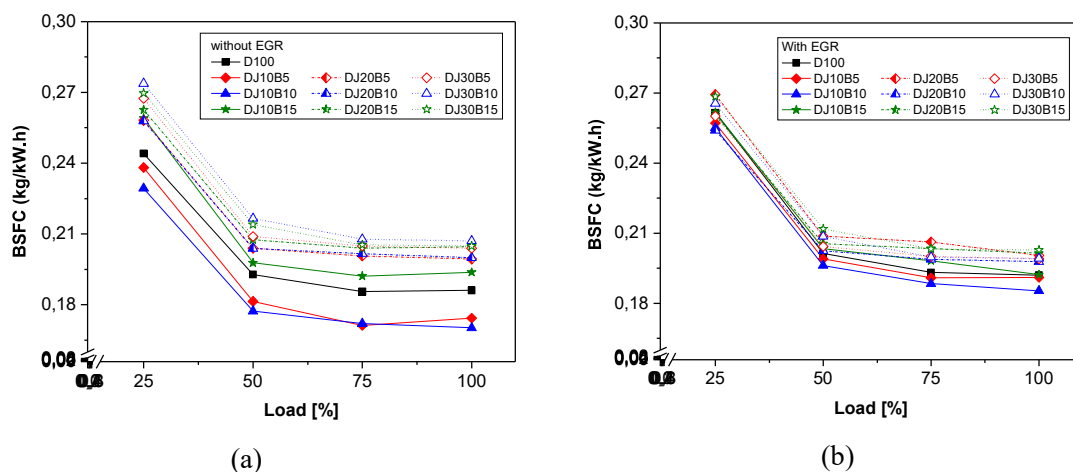 0,30
0,27
0,24
0,21
0,18
BSFC (kg/kW.h)
without EGR
D100
DJ10B5 DJ20B5 DJ30B5
DJ10B10 DJ20B10 DJ30B10
DJ10B15 DJ20B15 DJ30B15
25 50 75 100
Load [%]
(a)
0,30
0,27
0,24
0,21
0,18
BSFC (kg/kW.h)
With EGR
D100
DJ10B5 DJ20B5 DJ30B5
DJ10B10 DJ20B10 DJ30B10
DJ10B15 DJ20B15 DJ30B15
25 50 75 100
Load [%]
(b)